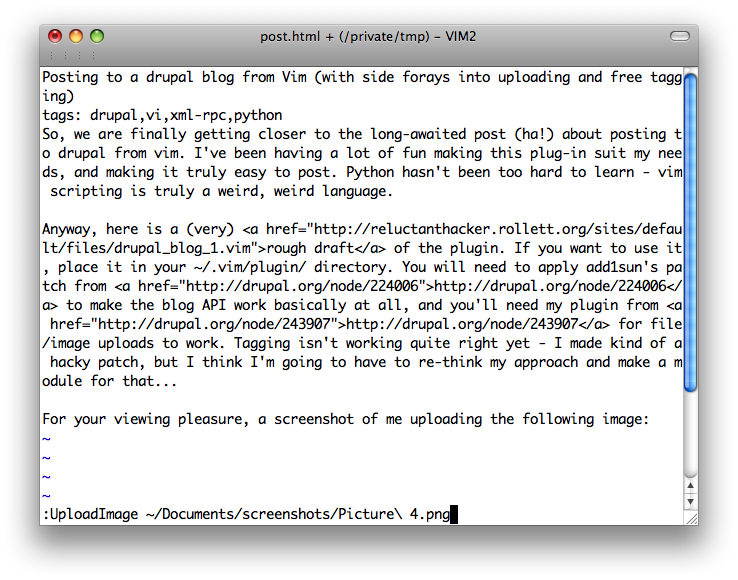 post.html + (/private/tmp) – VIM2
Posting to a drupal blog from Vim (with side forays into uploading and free tagg
ing)
tags: drupal,vi,xml-rpc,python
So, we are finally getting closer to the long-awaited post (ha!) about posting t
o drupal from vim. I've been having a lot of fun making this plug-in suit my nee
ds, and making it truly easy to post. Python hasn't been too hard to learn - vim
 scripting is truly a weird, weird language.

Anyway, here is a (very) <a href="http://reluctanthacker.rollett.org/sites/defau
lt/files/drupal_blog_1.vim">rough draft</a> of the plugin. If you want to use it
, place it in your ~/.vim/plugin/ directory. You will need to apply add1sun's pa
tch from <a href="http://drupal.org/node/224006">http://drupal.org/node/224006</
a> to make the blog API work basically at all, and you'll need my plugin from <a
 href="http://drupal.org/node/243907">http://drupal.org/node/243907</a> for file
/image uploads to work. Tagging isn't working quite right yet - I made kind of a
 hacky patch, but I think I'm going to have to re-think my approach and make a m
odule for that...

For your viewing pleasure, a screenshot of me uploading the following image:
~
~
~
~
:UploadImage ~/Documents/screenshots/Picture\ 4.png